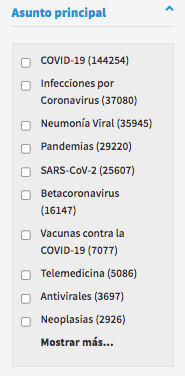 Asunto principal
COVID-19 (144254)
Infecciones por
Coronavirus (37080)
Neumonía Viral (35945)
Pandemias (29220)
SARS-CoV-2 (25607)
Betacoronavirus
(16147)
Vacunas contra la
COVID-19 (7077)
Telemedicina (5086)
Antivirales (3697)
Neoplasias (2926)
Mostrar más...